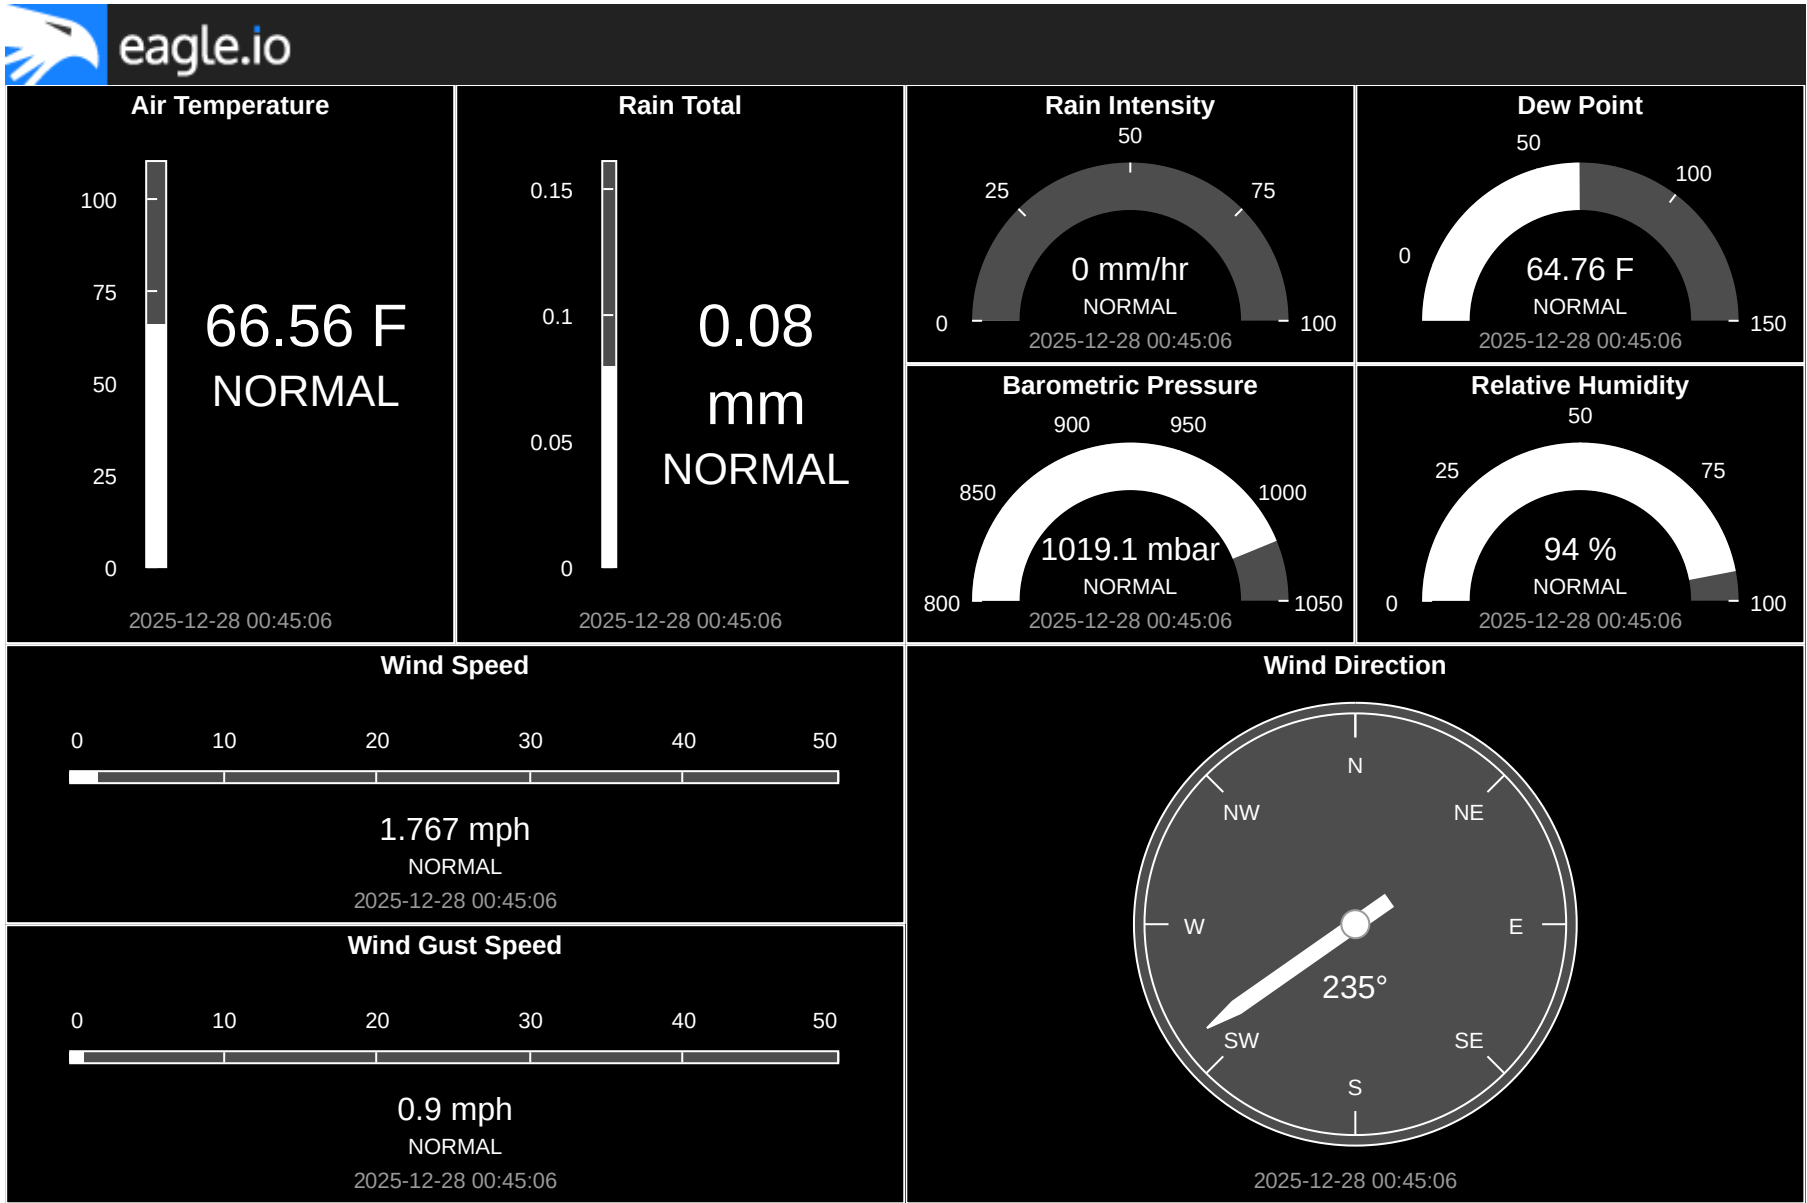 eagle.io
Air Temperature
100
75
50
25
0
66.56 F
NORMAL
2025-12-28 00:45:06
Rain Total
0.15
0.1
0.05
0
0.08
mm
NORMAL
2025-12-28 00:45:06
Rain Intensity
0
25
50
75
100
0 mm/hr
NORMAL
2025-12-28 00:45:06
Dew Point
0
50
100
150
64.76 F
NORMAL
2025-12-28 00:45:06
Barometric Pressure
800
850
900
950
1000
1050
1019.1 mbar
NORMAL
2025-12-28 00:45:06
Relative Humidity
0
25
50
75
100
94 %
NORMAL
2025-12-28 00:45:06
Wind Speed
0 10 20 30 40 50
1.767 mph
NORMAL
2025-12-28 00:45:06
Wind Gust Speed
0 10 20 30 40 50
0.9 mph
NORMAL
2025-12-28 00:45:06
Wind Direction
N
NW NE
W E
235°
SW SE
S
2025-12-28 00:45:06